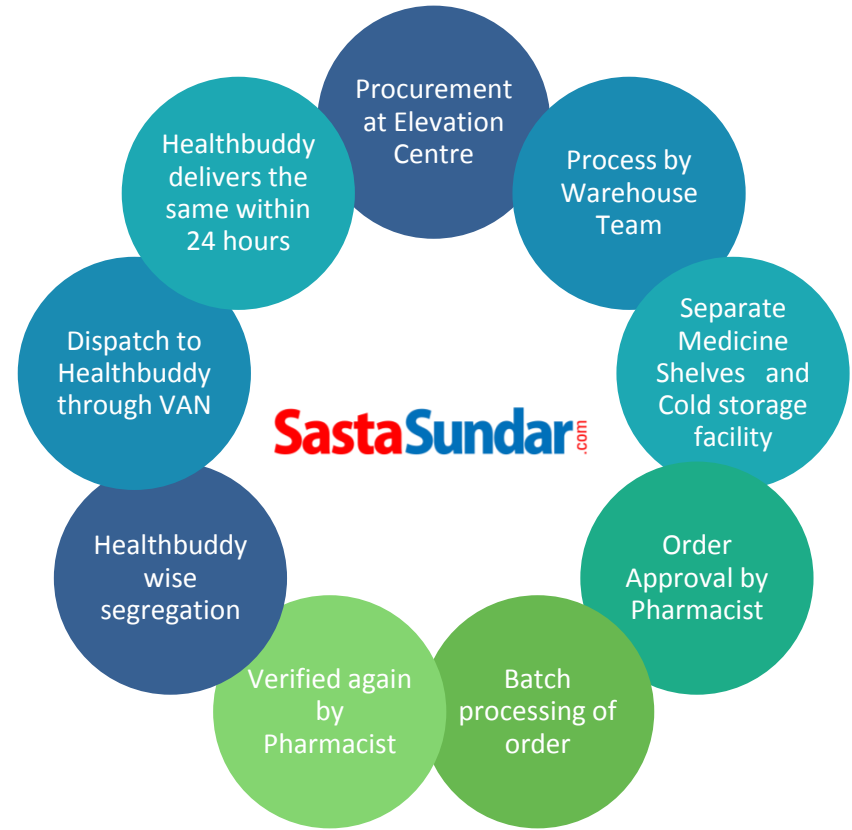 Procurement
at Elevation
Centre
Process by
Warehouse
Team
Separate
Medicine
Shelves and
Cold storage
facility
Order
Approval by
Pharmacist
Batch
processing of
order
Verified again
by
Pharmacist
Healthbuddy
wise
segregation
Dispatch to
Healthbuddy
through VAN
Healthbuddy
delivers the
same within
24 hours
SastaSundar.com